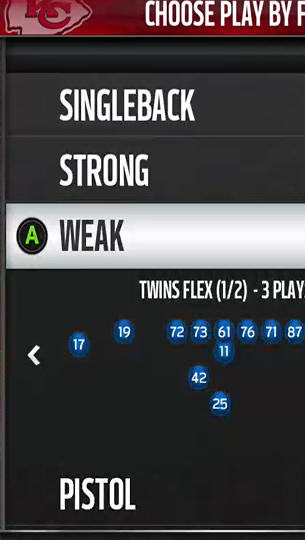 KC
CHOOSE PLAY BY F
SINGLEBACK
STRONG
A WEAK
TWINS FLEX (1/2) - 3 PLAY
17 19 72 73 61 76 71 87
11
42
25
PISTOL